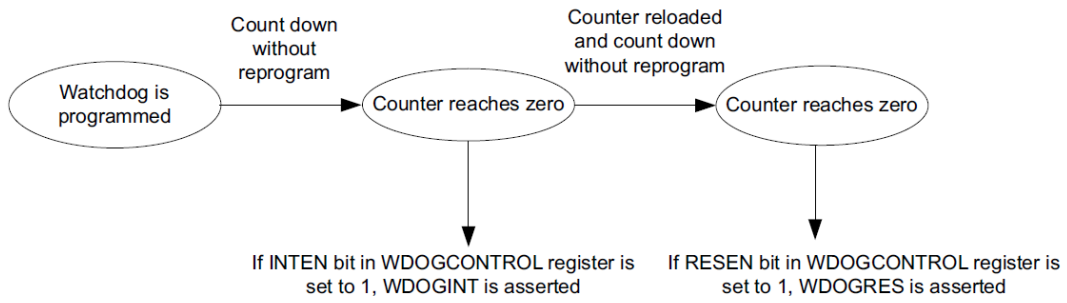 Watchdog is
programmed
Count down
without
reprogram
Counter reaches zero
Counter reloaded
and count down
without reprogram
Counter reaches zero
If INTEN bit in WDOGCONTROL register is
set to 1, WDOGINT is asserted
If RESEN bit in WDOGCONTROL register is
set to 1, WDOGRES is asserted